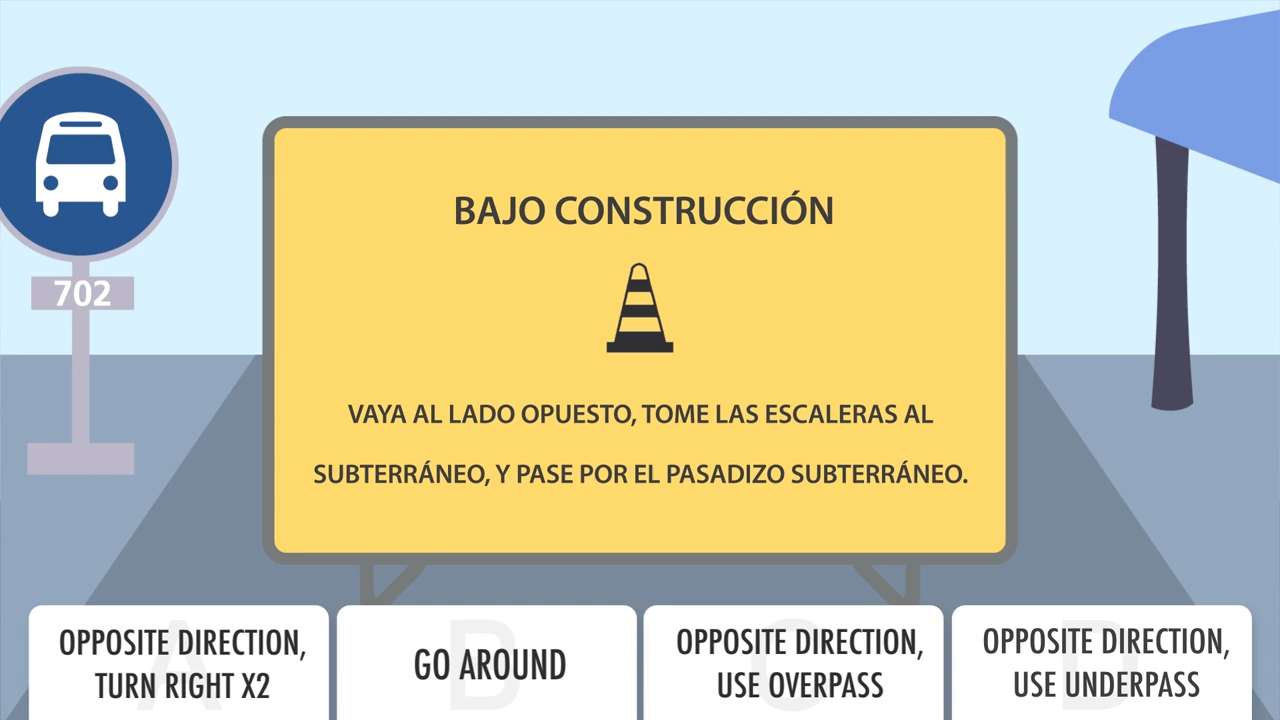 702
BAJO CONSTRUCCIÓN
VAYA AL LADO OPUESTO, TOME LAS ESCALERAS AL
SUBTERRÁNEO, Y PASE POR EL PASADIZO SUBTERRÁNEO.
A
OPPOSITE DIRECTION,
TURN RIGHT X2
B
GO AROUND
C
OPPOSITE DIRECTION,
USE OVERPASS
D
OPPOSITE DIRECTION,
USE UNDERPASS